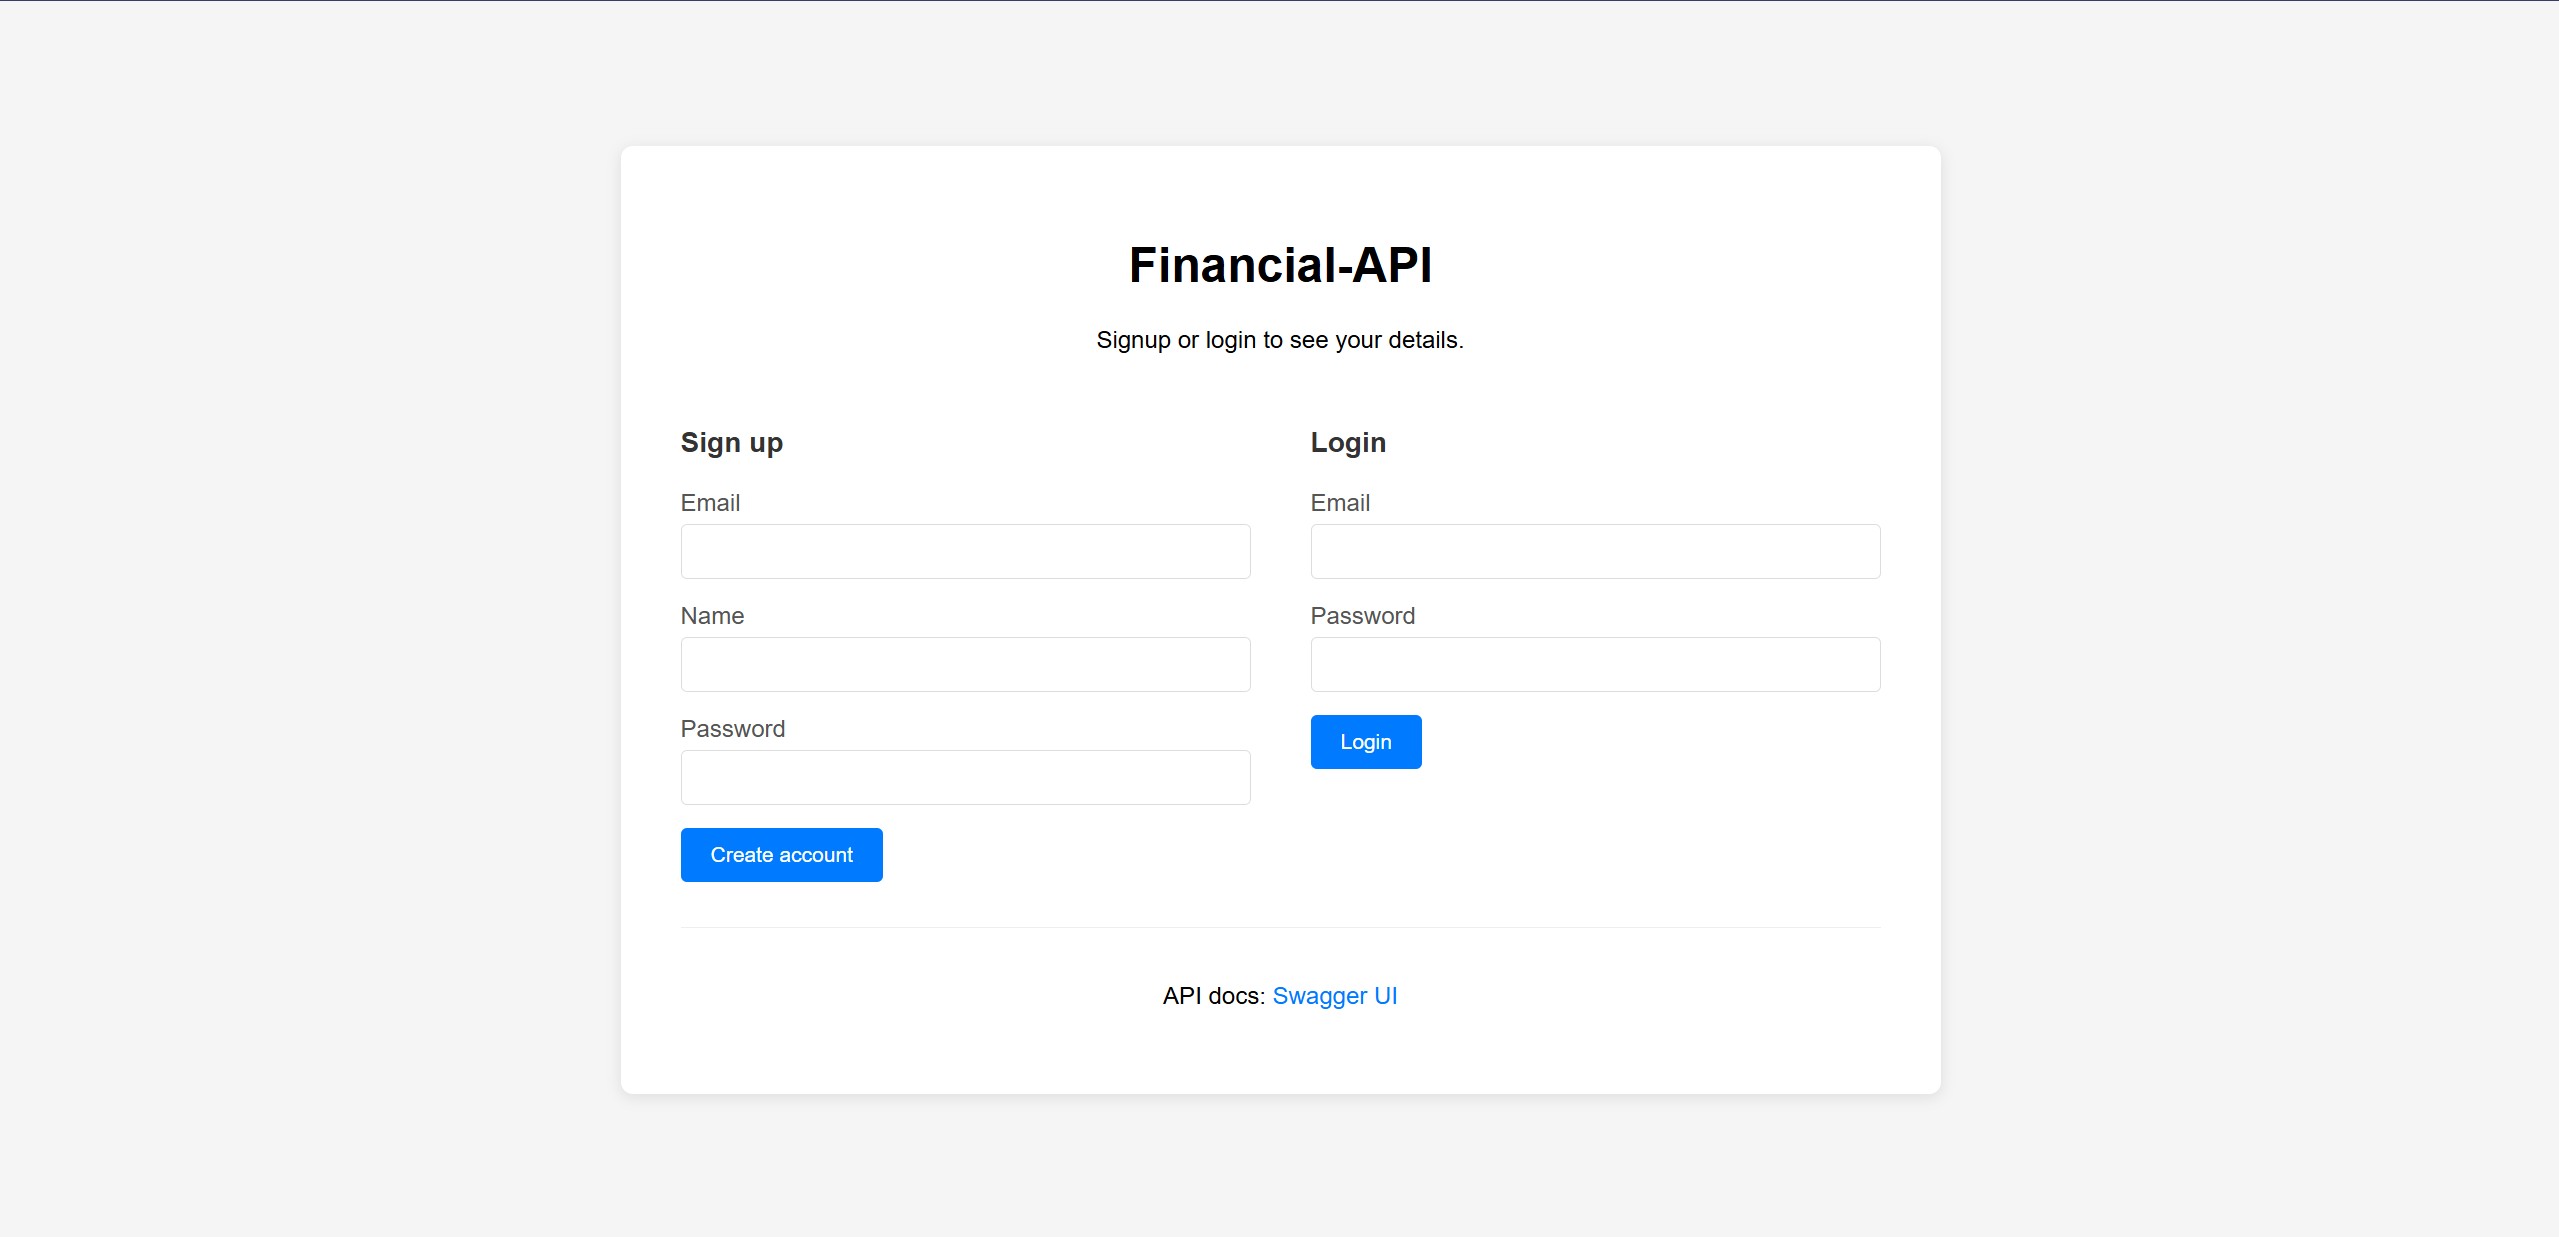 Financial-API
Signup or login to see your details.
Sign up
Email
Name
Password
Create account
Login
Email
Password
Login
API docs: Swagger UI